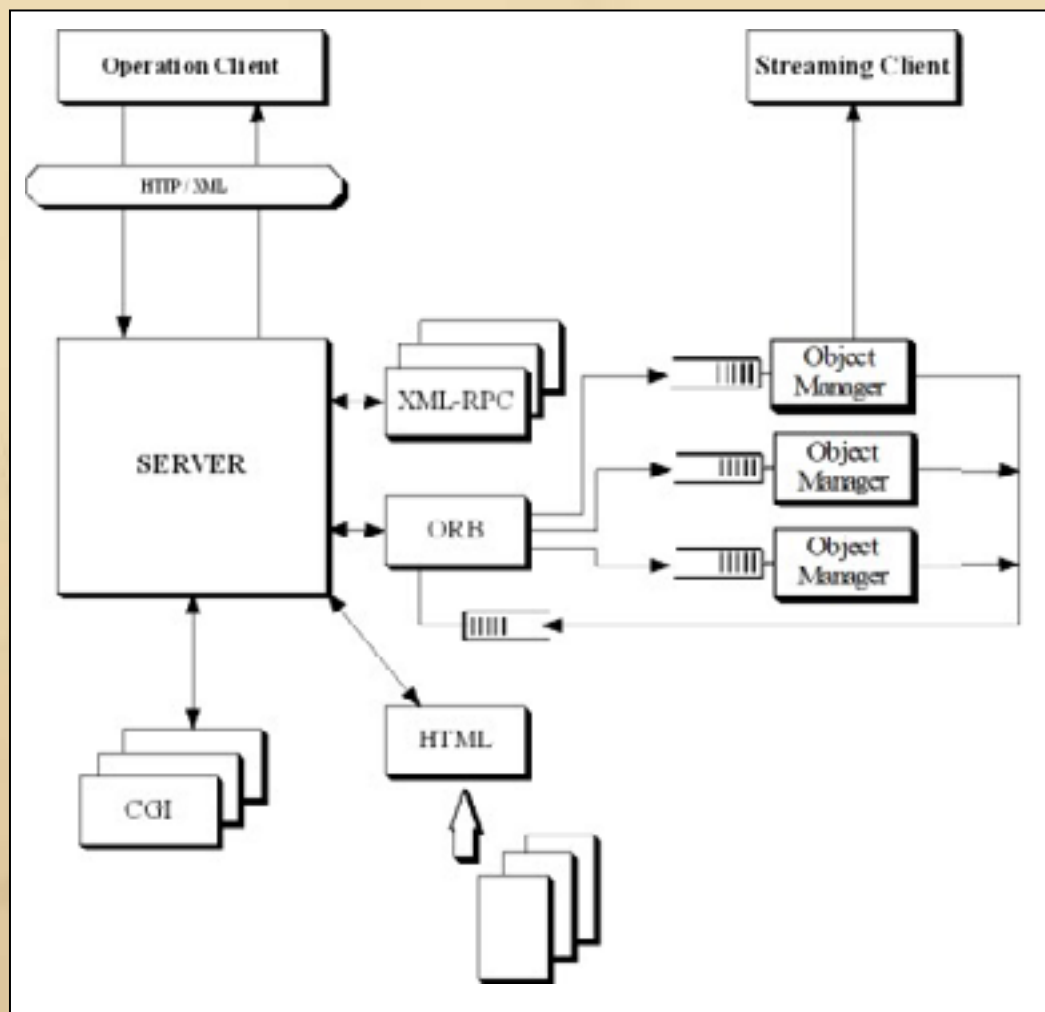 Operation Client
Streaming Client
HTTP / XML
SERVER
XML-RPC
ORB
Object
Manager
Object
Manager
Object
Manager
HTML
CGI